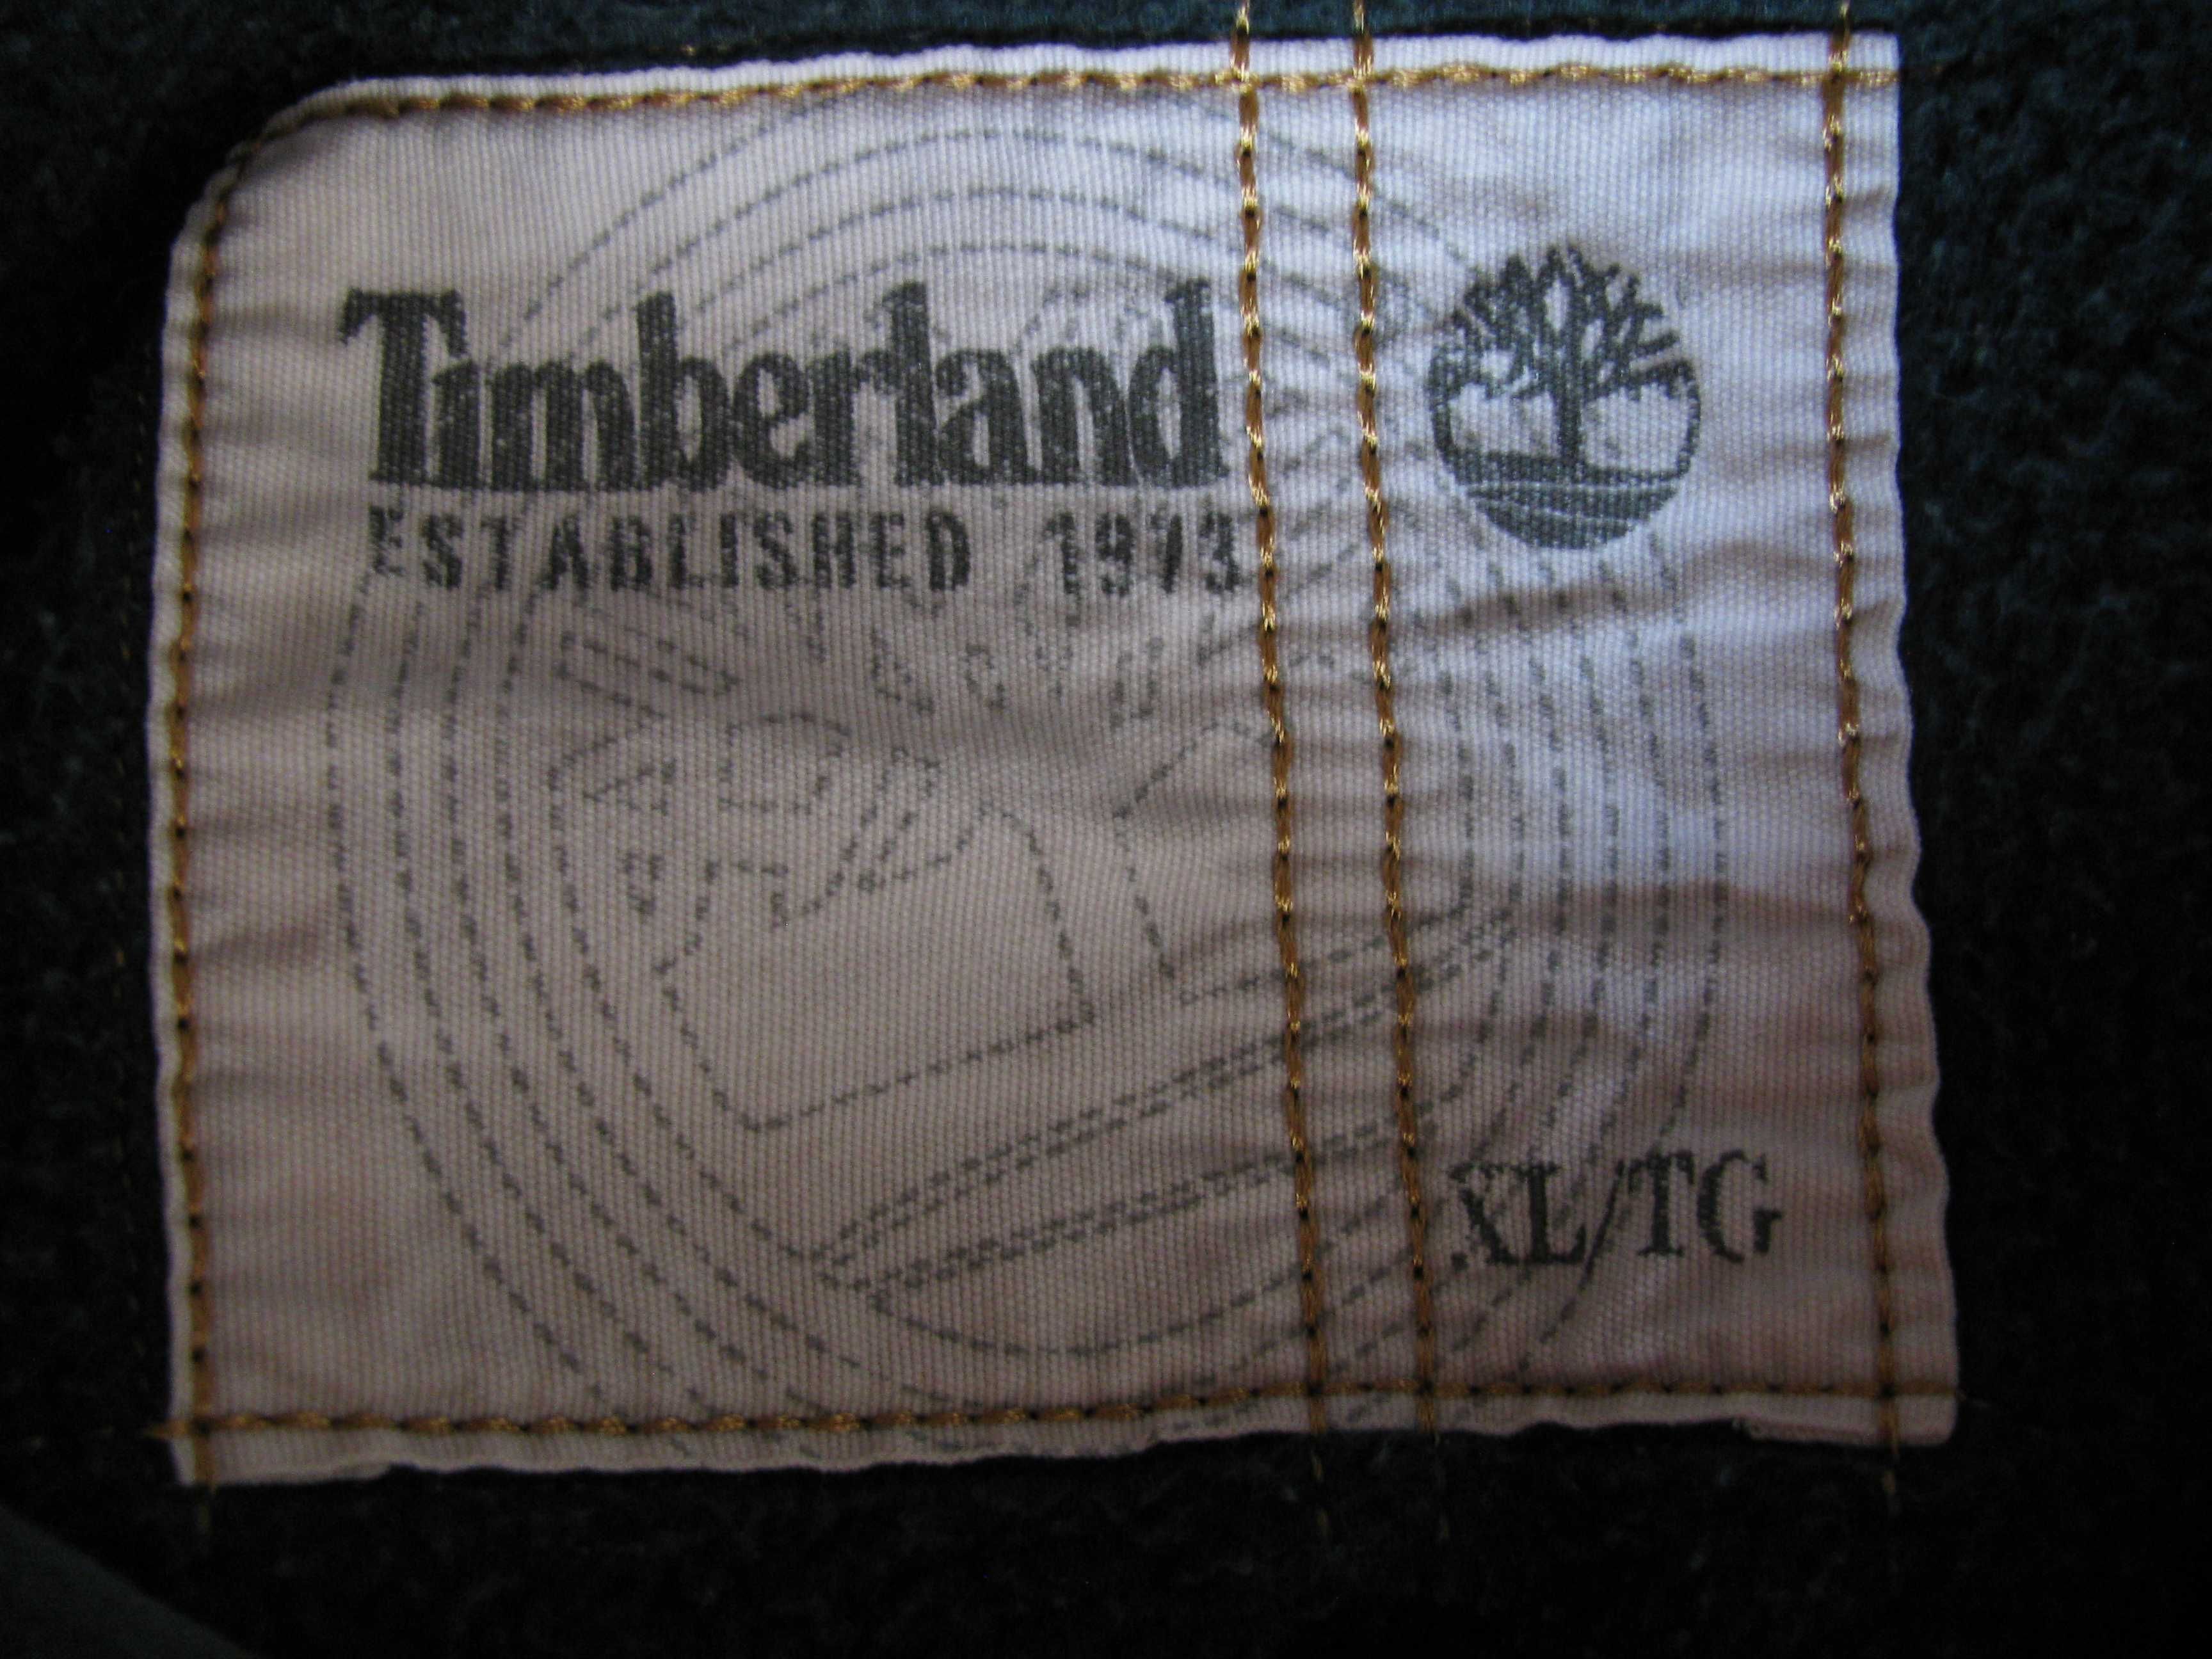 Timberland
ESTABLISHED 1973
XL/TG